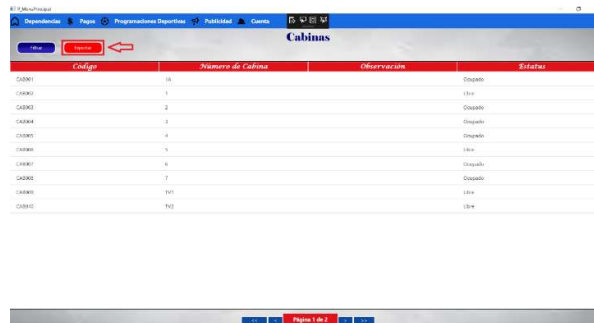 P_MenuPrincipal
Dependencias Pagos Programaciones Deportivas Publicidad Cuenta
Cabinas
Filtrar Exportar
Código Número de Cabina Observación Estatus
CAB001 1A Ocupado
CAB002 1 Libre
CAB003 2 Ocupado
CAB004 3 Ocupado
CAB005 4 Ocupado
CAB006 5 Libre
CAB007 6 Ocupado
CAB008 7 Ocupado
CAB009 TV1 Libre
CAB010 TV2 Libre
<< < Página 1 de 2 > >>